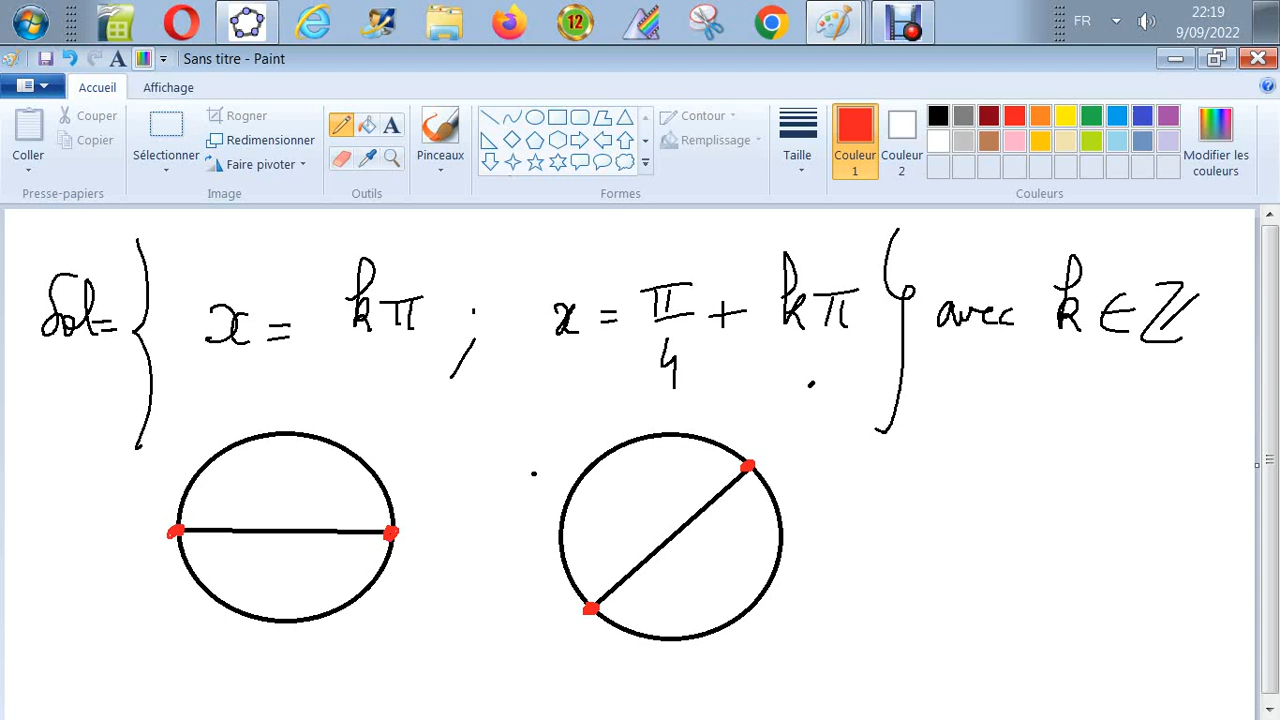 12
FR
22:19
9/09/2022
Sans titre - Paint
Accueil
Affichage
Coller
Couper
Copier
Presse-papiers
Sélectionner
Rogner
Redimensionner
Faire pivoter
Image
A
Outils
Pinceaux
Contour
Remplissage
Formes
Taille
Couleur 1
Couleur 2
Modifier les couleurs
Couleurs
Sol = { x = kπ ; x = π/4 + kπ } avec k ∈ ℤ